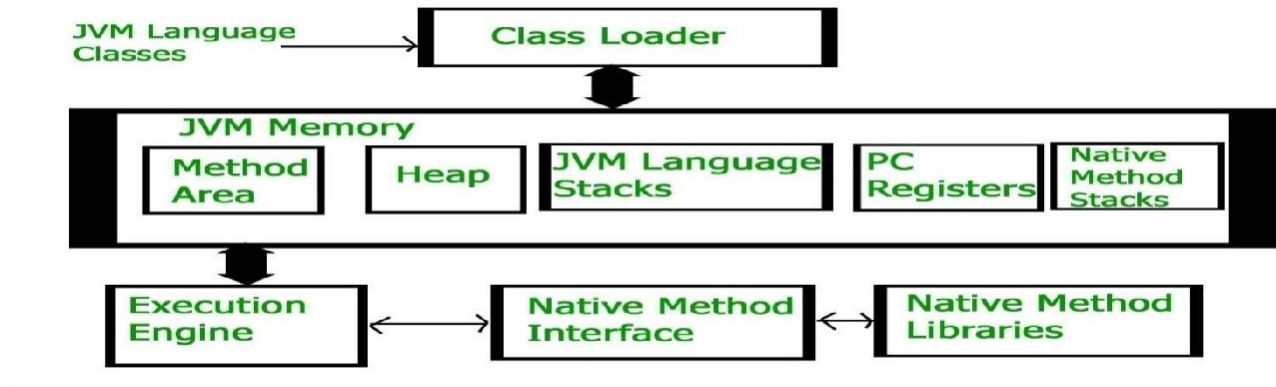 JVM Language
Classes
Class Loader
JVM Memory
Method
Area
Heap
JVM Language
Stacks
PC
Registers
Native
Method
Stacks
Execution
Engine
Native Method
Interface
Native Method
Libraries